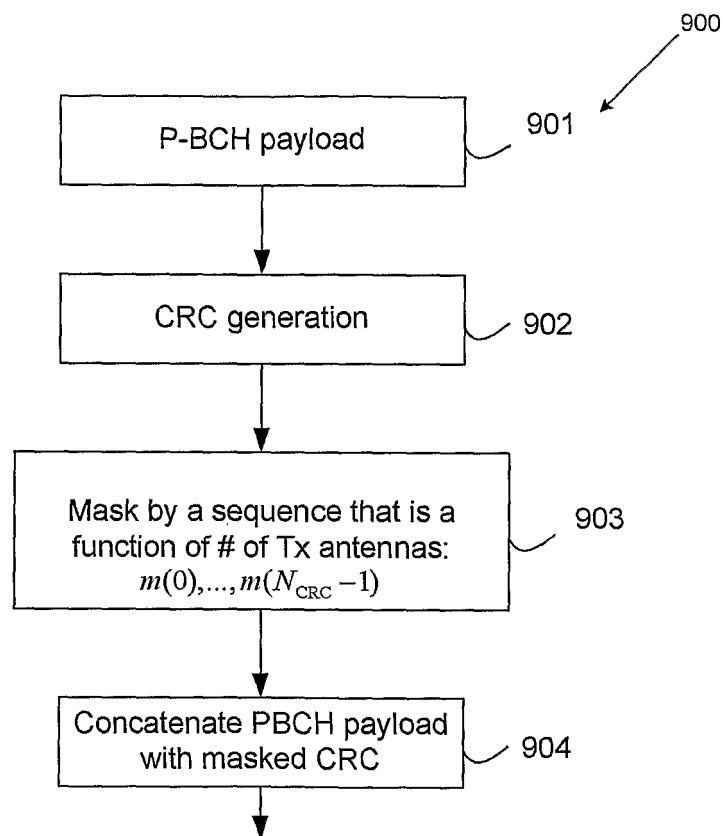 900
P-BCH payload
901
CRC generation
902
Mask by a sequence that is a
function of # of Tx antennas:
m(0),...,m(N_CRC −1)
903
Concatenate PBCH payload
with masked CRC
904